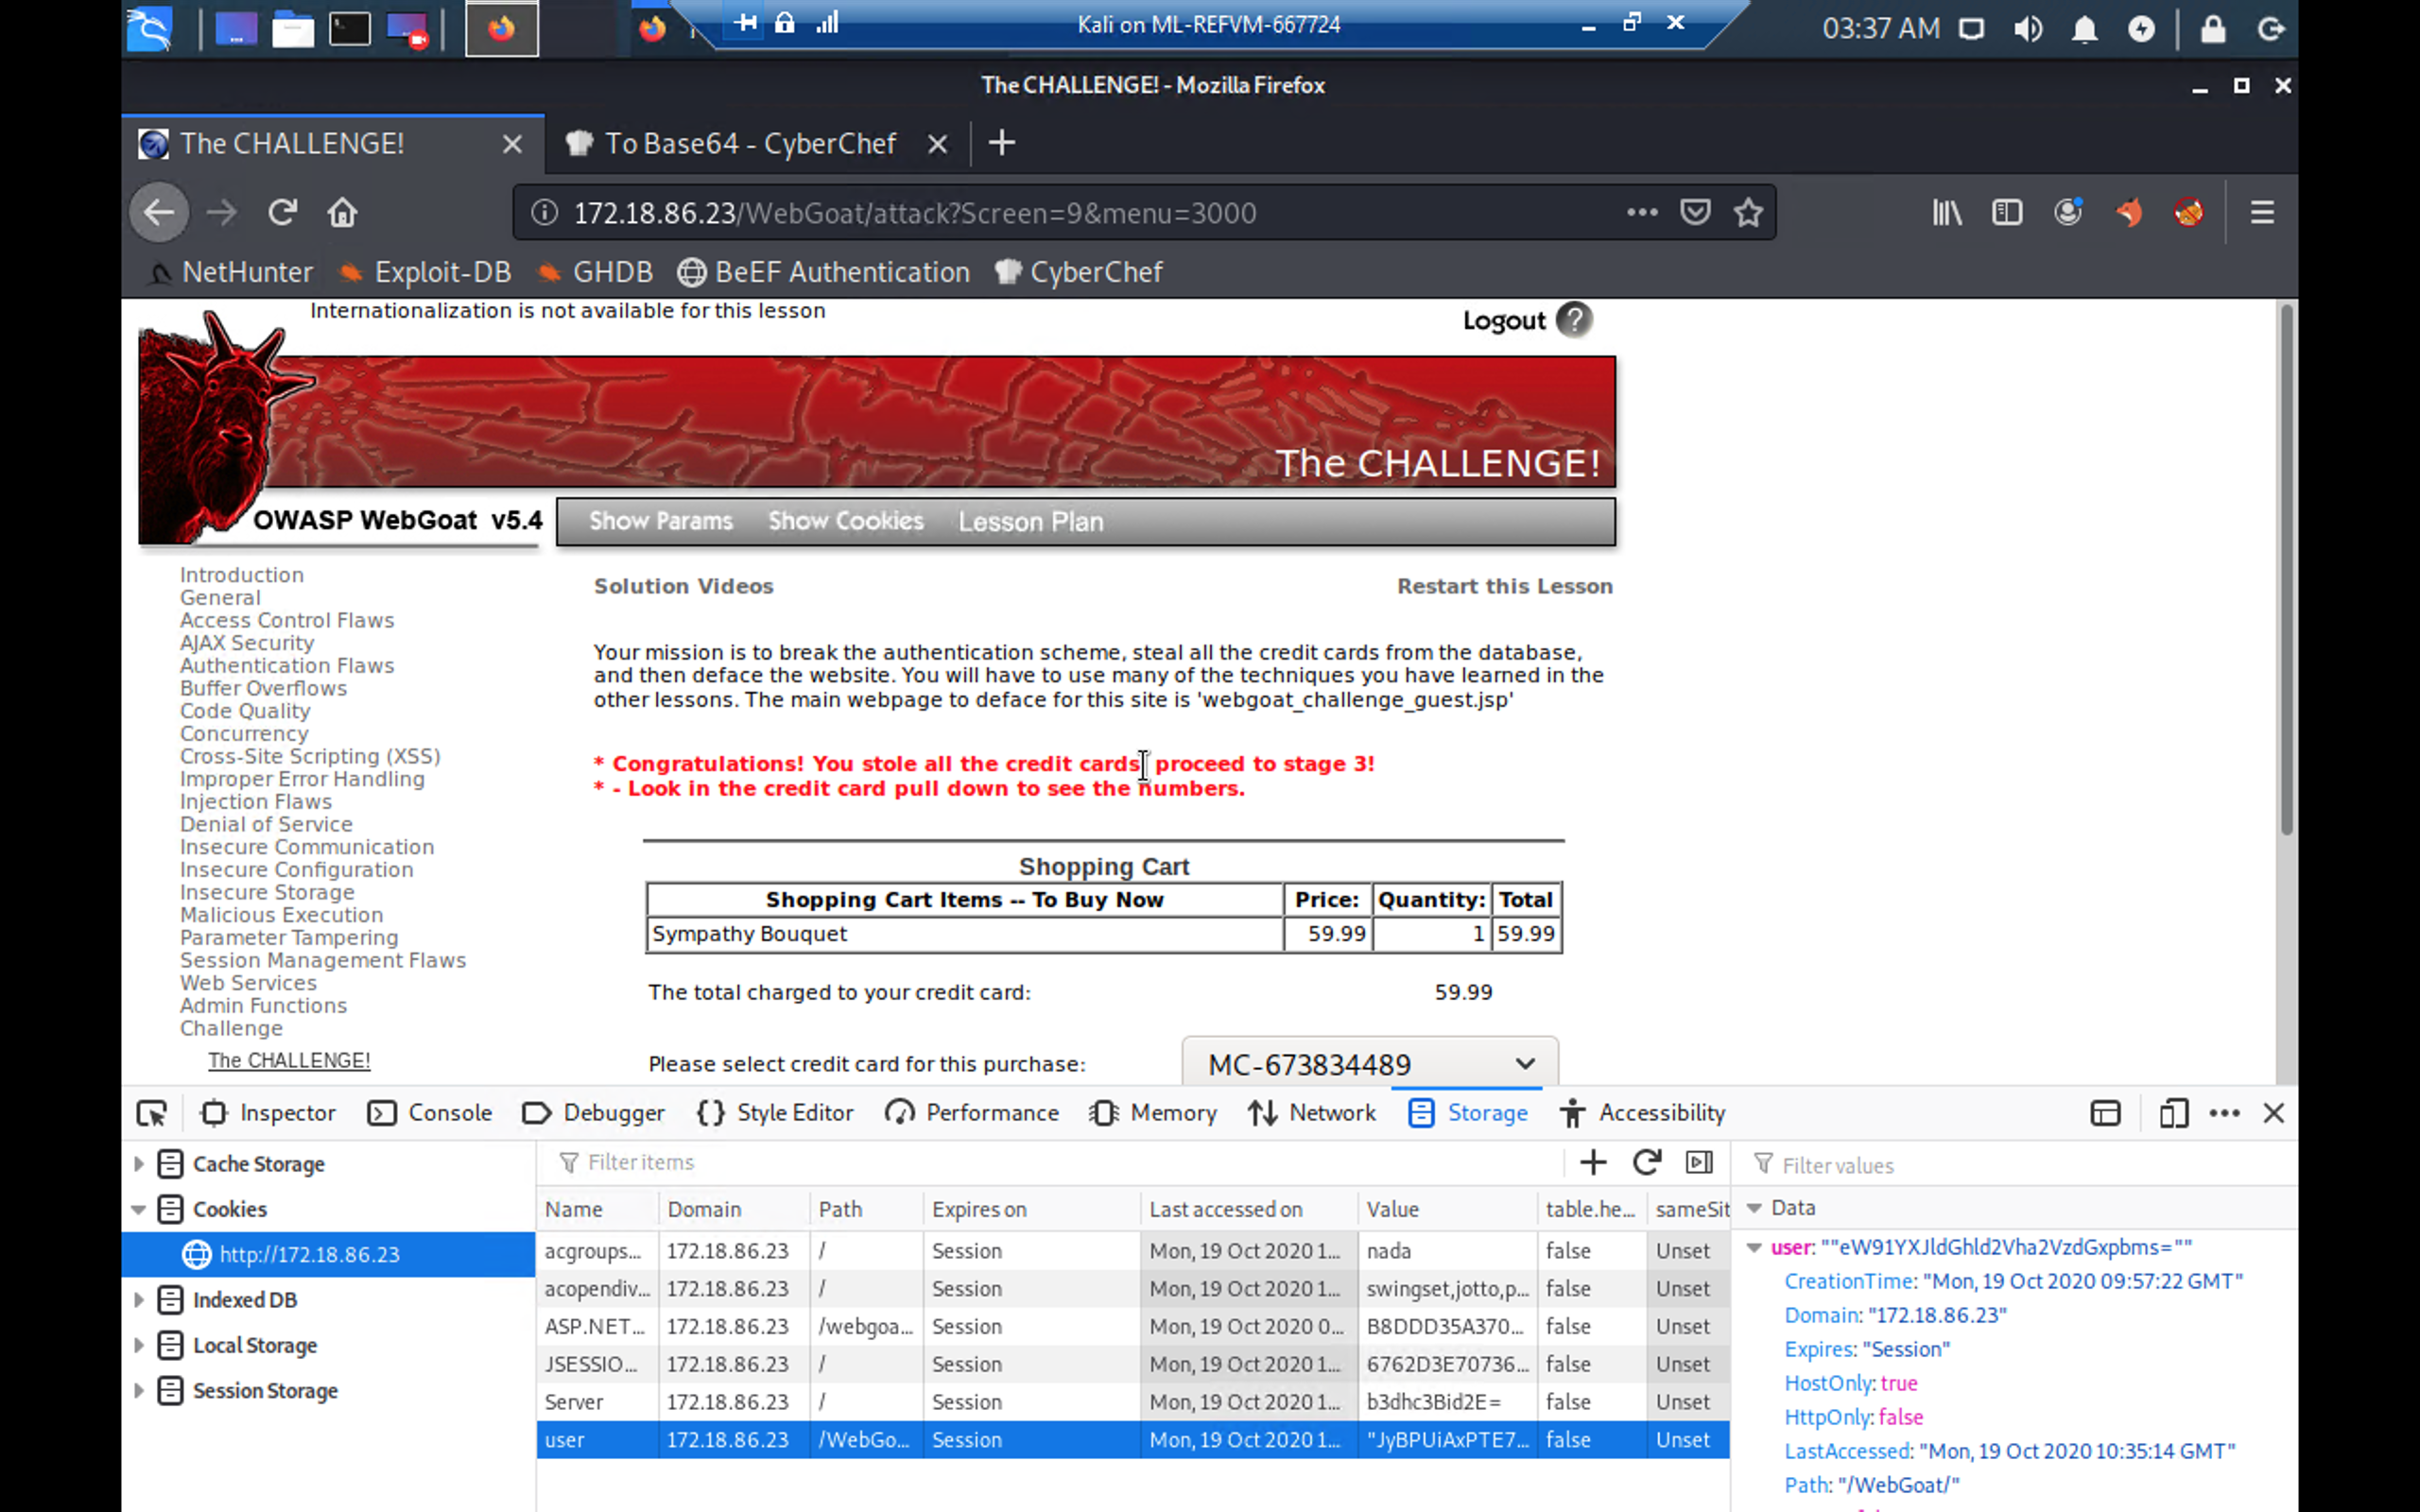 Kali on ML-REFVM-667724
03:37 AM
The CHALLENGE! - Mozilla Firefox
The CHALLENGE!
To Base64 - CyberChef
172.18.86.23/WebGoat/attack?Screen=9&menu=3000
NetHunter
Exploit-DB
GHDB
BeEF Authentication
CyberChef
Internationalization is not available for this lesson
Logout ?
The CHALLENGE!
OWASP WebGoat v5.4
Show Params
Show Cookies
Lesson Plan
Introduction
General
Access Control Flaws
AJAX Security
Authentication Flaws
Buffer Overflows
Code Quality
Concurrency
Cross-Site Scripting (XSS)
Improper Error Handling
Injection Flaws
Denial of Service
Insecure Communication
Insecure Configuration
Insecure Storage
Malicious Execution
Parameter Tampering
Session Management Flaws
Web Services
Admin Functions
Challenge
The CHALLENGE!
Solution Videos
Restart this Lesson
Your mission is to break the authentication scheme, steal all the credit cards from the database,
and then deface the website. You will have to use many of the techniques you have learned in the
other lessons. The main webpage to deface for this site is 'webgoat_challenge_guest.jsp'
* Congratulations! You stole all the credit cards, proceed to stage 3!
* - Look in the credit card pull down to see the numbers.
Shopping Cart
Shopping Cart Items -- To Buy Now Price: Quantity: Total
Sympathy Bouquet 59.99 1 59.99
The total charged to your credit card: 59.99
Please select credit card for this purchase: MC-673834489
Inspector Console Debugger Style Editor Performance Memory Network Storage Accessibility
Cache Storage
Cookies
http://172.18.86.23
Indexed DB
Local Storage
Session Storage
Filter items
Name Domain Path Expires on Last accessed on Value table.he... sameSit
acgroups... 172.18.86.23 / Session Mon, 19 Oct 2020 1... nada false Unset
acopendiv... 172.18.86.23 / Session Mon, 19 Oct 2020 1... swingset,jotto,p... false Unset
ASP.NET... 172.18.86.23 /webgoa... Session Mon, 19 Oct 2020 0... B8DDD35A370... false Unset
JSESSIO... 172.18.86.23 / Session Mon, 19 Oct 2020 1... 6762D3E70736... false Unset
Server 172.18.86.23 / Session Mon, 19 Oct 2020 1... b3dhc3Bid2E= false Unset
user 172.18.86.23 /WebGo... Session Mon, 19 Oct 2020 1... "JyBPUiAxPTE7... false Unset
Filter values
Data
user: ""eW91YXJldGhld2Vha2VzdGxpbms=""
CreationTime: "Mon, 19 Oct 2020 09:57:22 GMT"
Domain: "172.18.86.23"
Expires: "Session"
HostOnly: true
HttpOnly: false
LastAccessed: "Mon, 19 Oct 2020 10:35:14 GMT"
Path: "/WebGoat/"